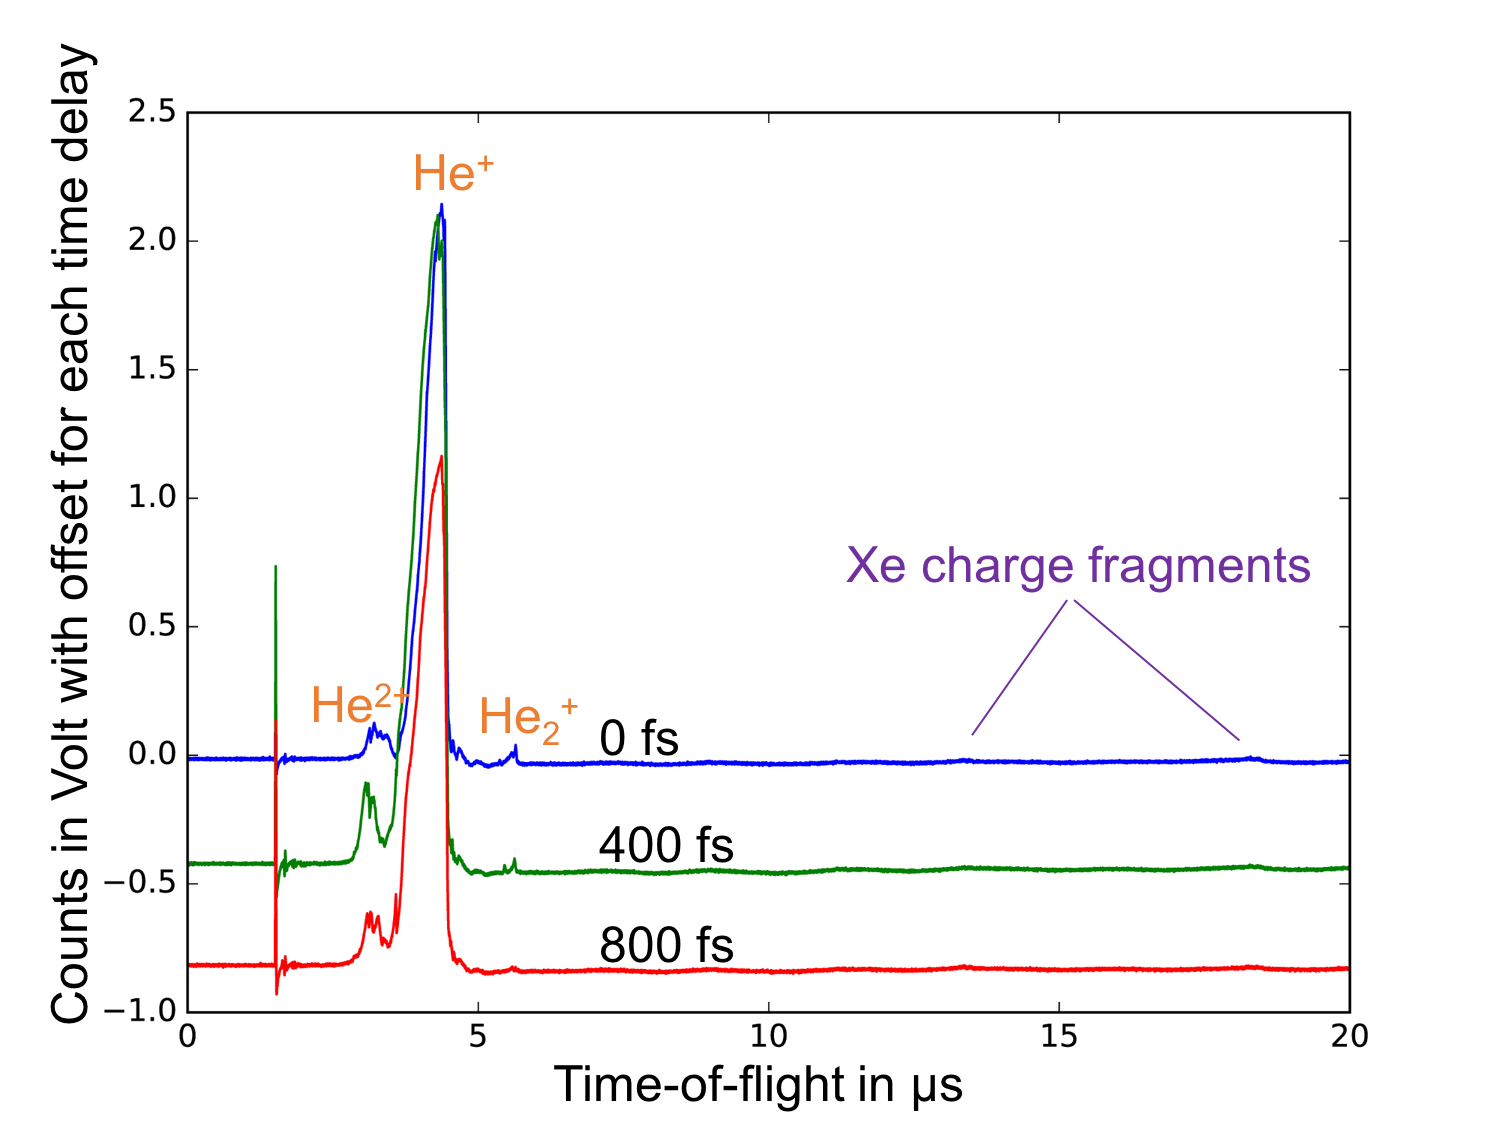 Counts in Volt with offset for each time delay
2.5
2.0
1.5
1.0
0.5
0.0
−0.5
−1.0
He⁺
He²⁺
He₂⁺
Xe charge fragments
0 fs
400 fs
800 fs
0 5 10 15 20
Time-of-flight in µs